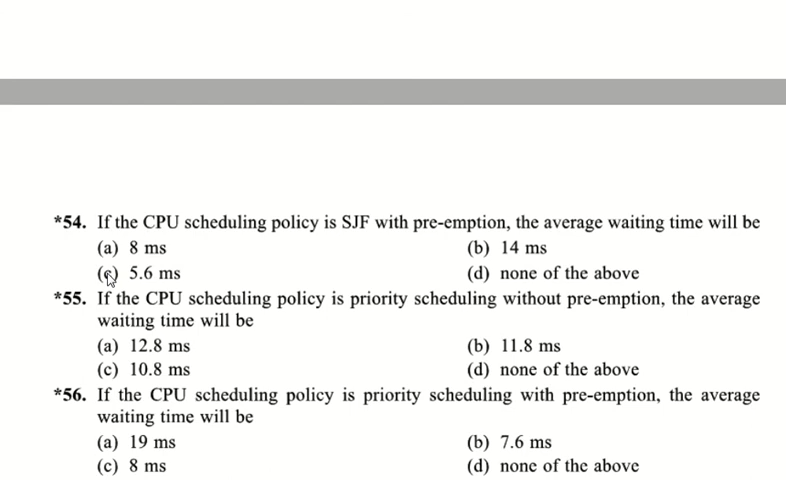 *54. If the CPU scheduling policy is SJF with pre-emption, the average waiting time will be
(a) 8 ms (b) 14 ms
(c) 5.6 ms (d) none of the above
*55. If the CPU scheduling policy is priority scheduling without pre-emption, the average
waiting time will be
(a) 12.8 ms (b) 11.8 ms
(c) 10.8 ms (d) none of the above
*56. If the CPU scheduling policy is priority scheduling with pre-emption, the average
waiting time will be
(a) 19 ms (b) 7.6 ms
(c) 8 ms (d) none of the above